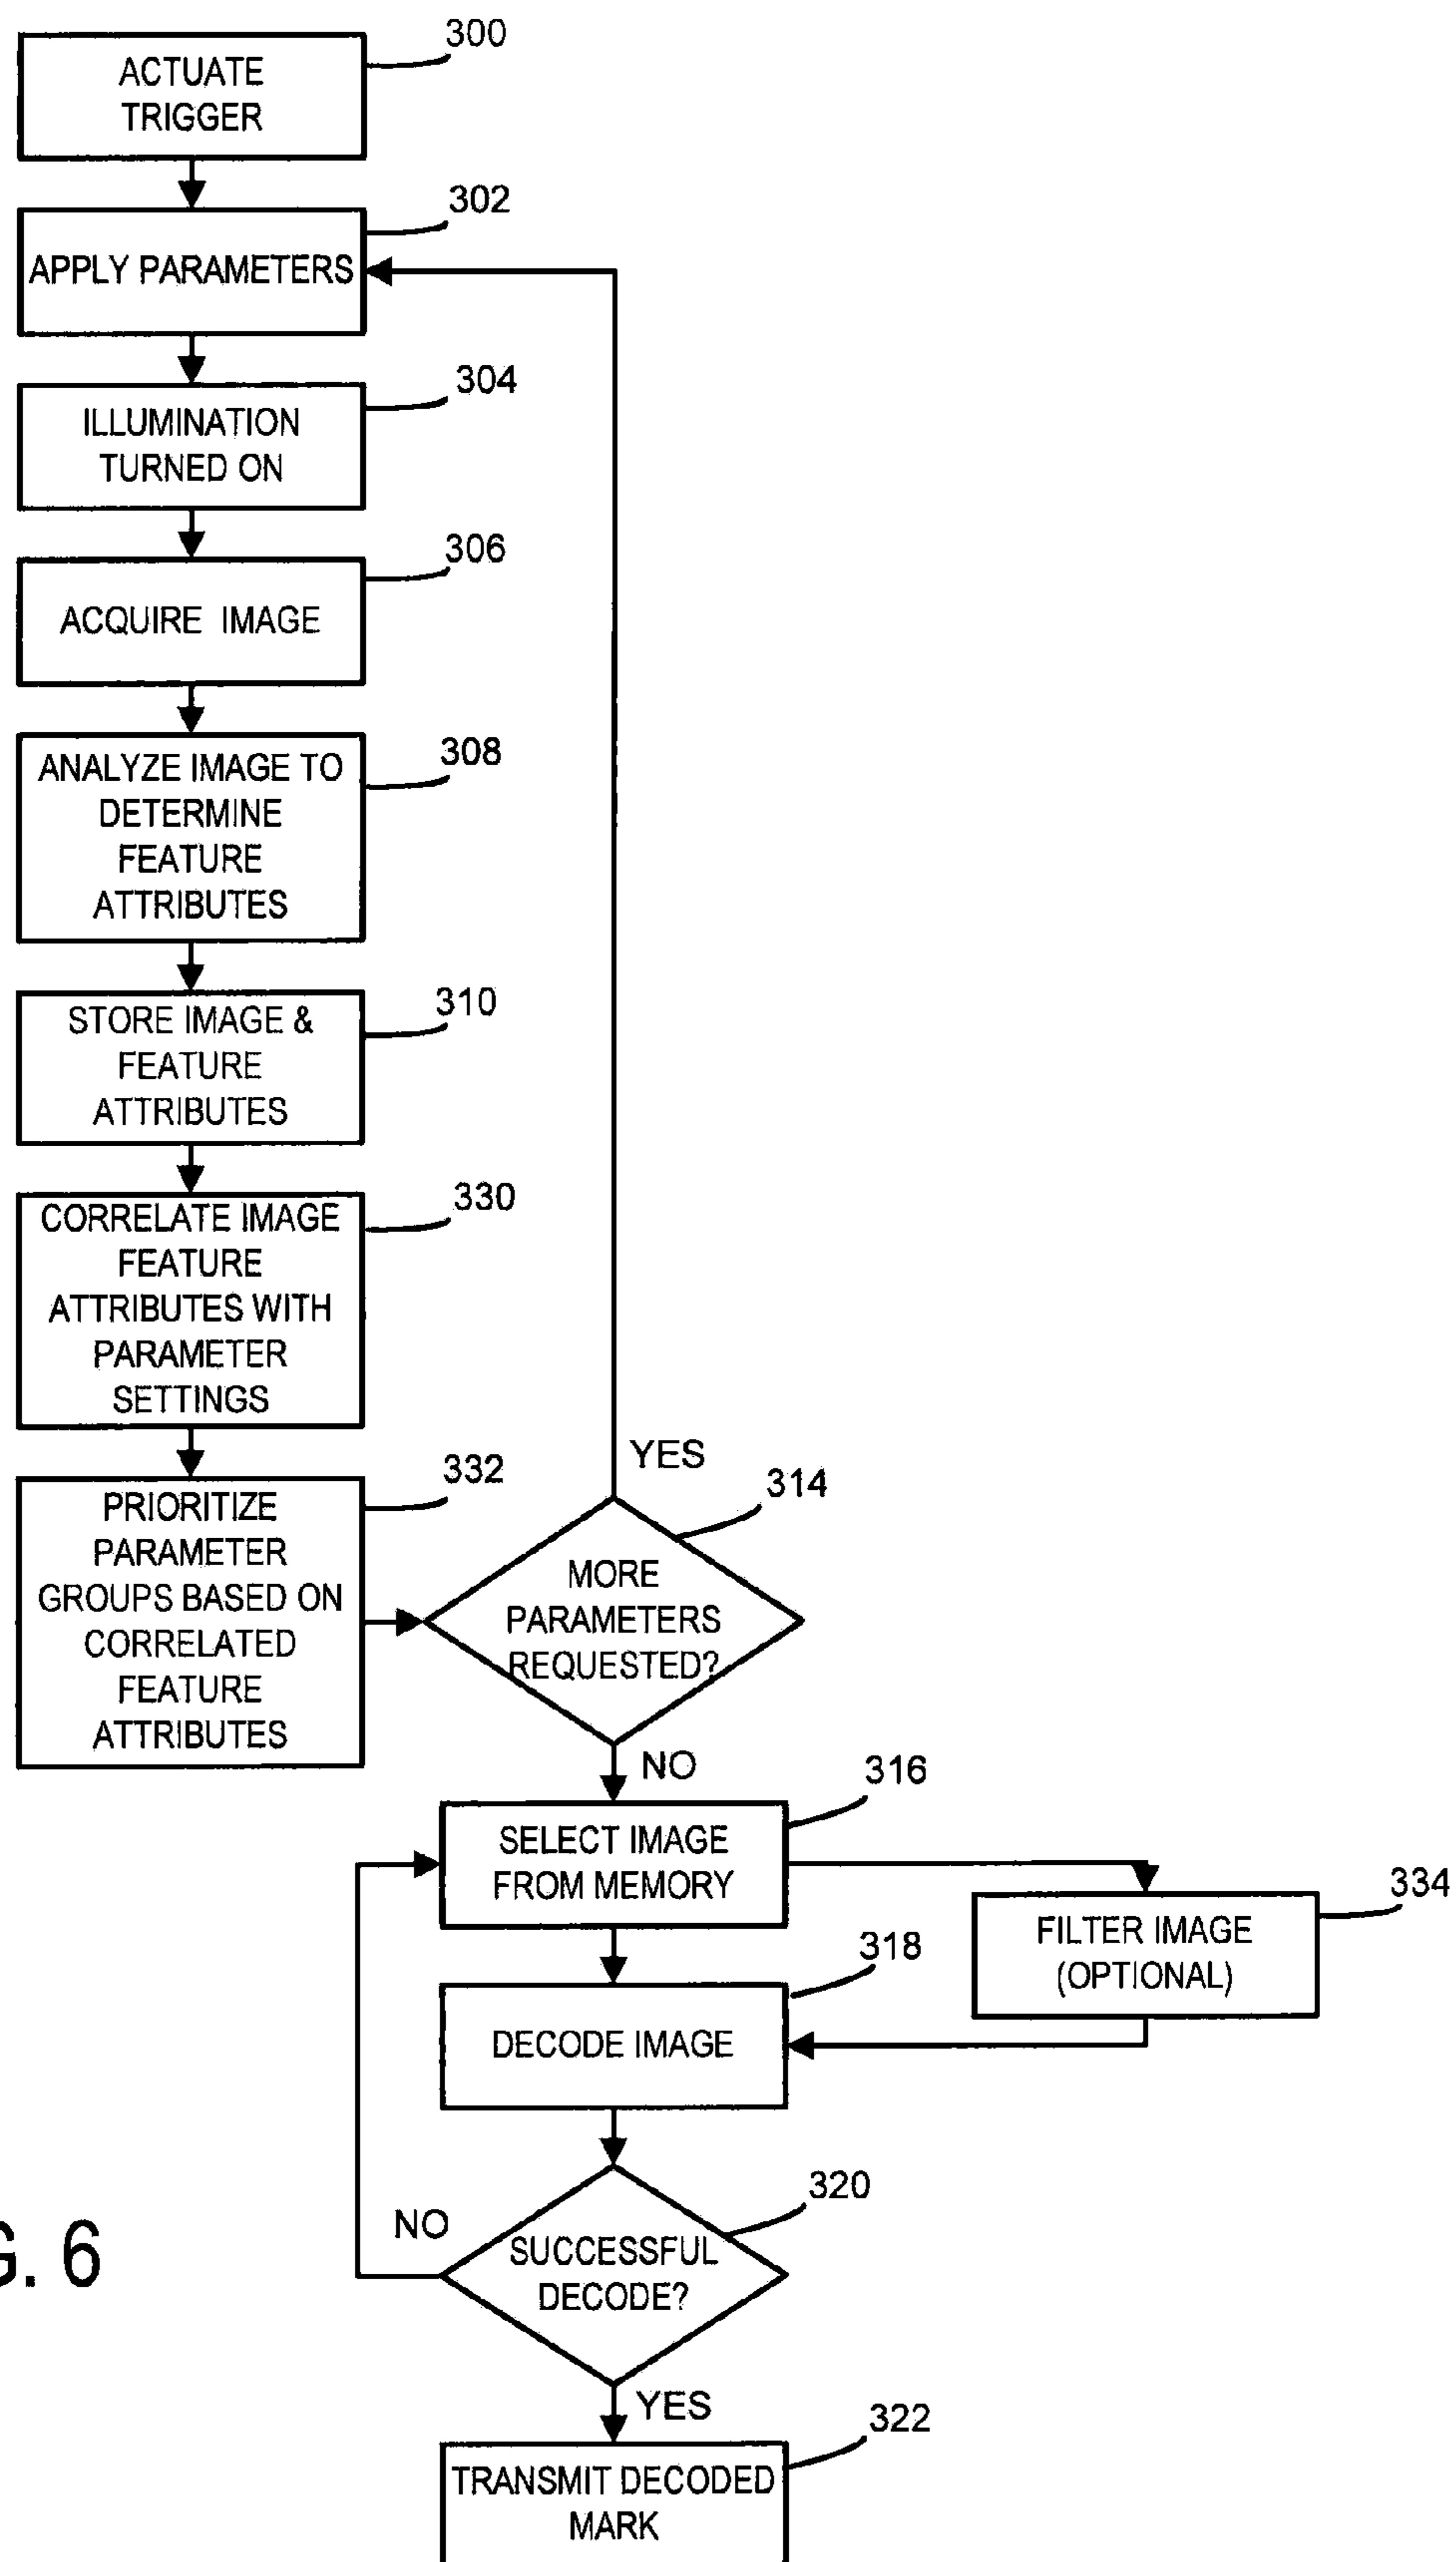 300
ACTUATE
TRIGGER
302
APPLY PARAMETERS
304
ILLUMINATION
TURNED ON
306
ACQUIRE IMAGE
308
ANALYZE IMAGE TO
DETERMINE
FEATURE
ATTRIBUTES
310
STORE IMAGE &
FEATURE
ATTRIBUTES
330
CORRELATE IMAGE
FEATURE
ATTRIBUTES WITH
PARAMETER
SETTINGS
332
PRIORITIZE
PARAMETER
GROUPS BASED ON
CORRELATED
FEATURE
ATTRIBUTES
YES
314
MORE
PARAMETERS
REQUESTED?
NO
316
SELECT IMAGE
FROM MEMORY
334
FILTER IMAGE
(OPTIONAL)
318
DECODE IMAGE
320
NO
SUCCESSFUL
DECODE?
YES
322
TRANSMIT DECODED
MARK
G. 6